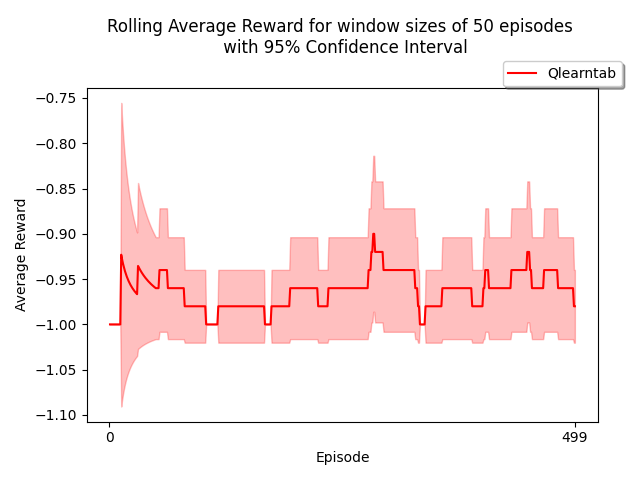 Rolling Average Reward for window sizes of 50 episodes
with 95% Confidence Interval
Qlearntab
−0.75
−0.80
−0.85
−0.90
−0.95
−1.00
−1.05
−1.10
Average Reward
0
499
Episode